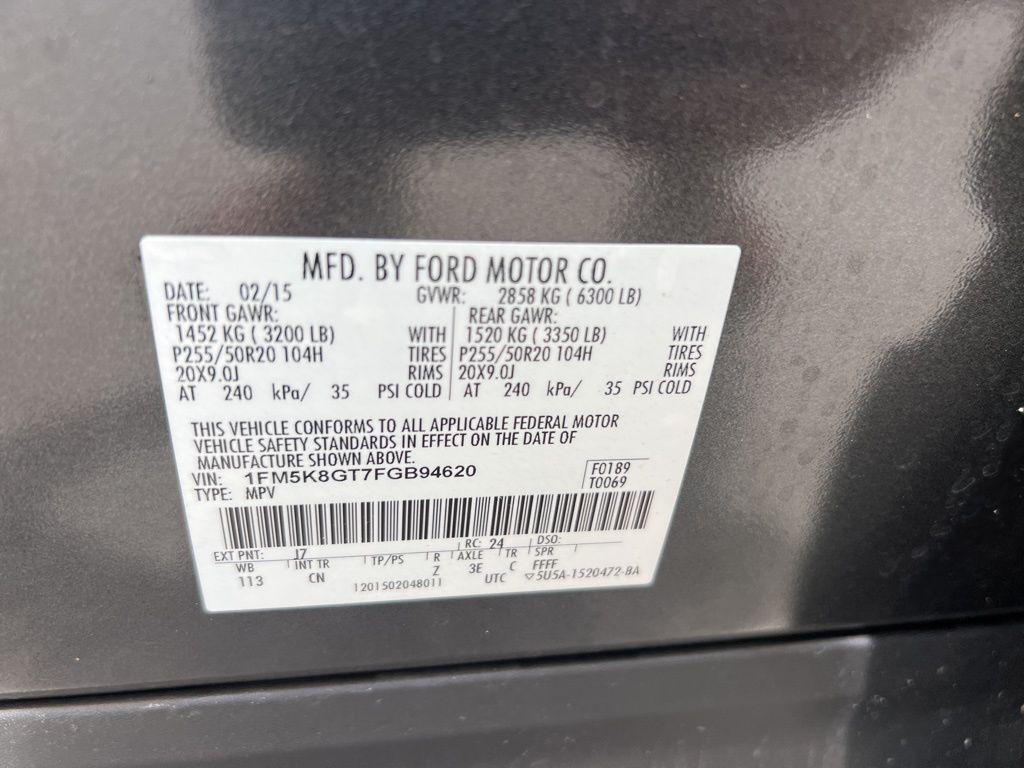 MFD. BY FORD MOTOR CO.
DATE: 02/15 GVWR: 2858 KG ( 6300 LB)
FRONT GAWR: REAR GAWR:
1452 KG ( 3200 LB) WITH 1520 KG ( 3350 LB) WITH
P255/50R20 104H TIRES P255/50R20 104H TIRES
20X9.0J RIMS 20X9.0J RIMS
AT 240 kPa/ 35 PSI COLD AT 240 kPa/ 35 PSI COLD
THIS VEHICLE CONFORMS TO ALL APPLICABLE FEDERAL MOTOR
VEHICLE SAFETY STANDARDS IN EFFECT ON THE DATE OF
MANUFACTURE SHOWN ABOVE.
VIN: 1FM5K8GT7FGB94620 F0189
TYPE: MPV T0069
EXT PNT: J7 RC: 24 DSO:
WB INT TR TP/PS R AXLE TR SPR
113 CN Z 3E C FFFF
1201502048011 UTC ▽5U5A-1520472-BA